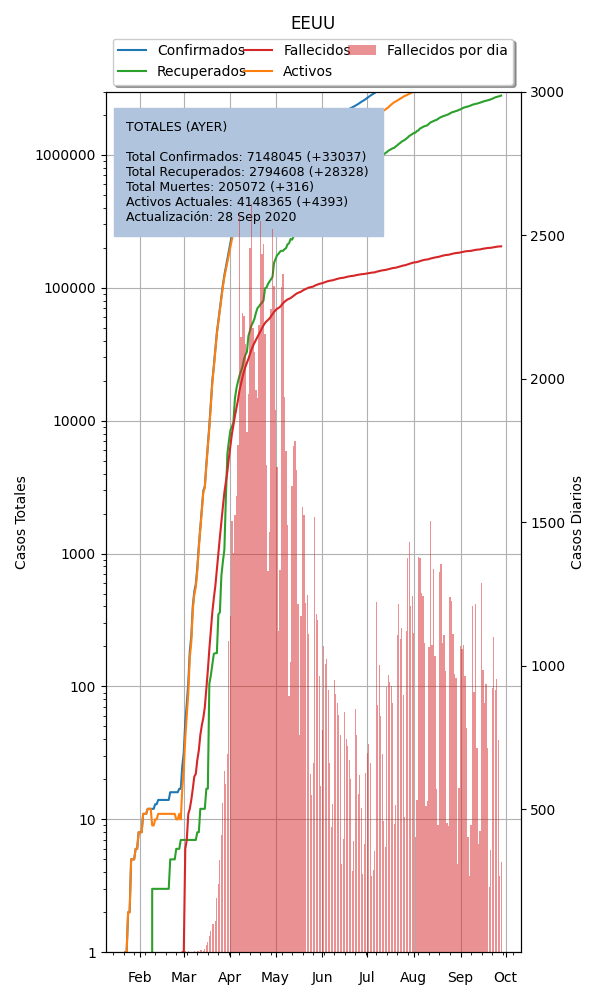 EEUU
Confirmados
Recuperados
Fallecidos
Activos
Fallecidos por dia
TOTALES (AYER)
Total Confirmados: 7148045 (+33037)
Total Recuperados: 2794608 (+28328)
Total Muertes: 205072 (+316)
Activos Actuales: 4148365 (+4393)
Actualización: 28 Sep 2020
Casos Totales
1000000
100000
10000
1000
100
10
1
Casos Diarios
3000
2500
2000
1500
1000
500
Feb Mar Apr May Jun Jul Aug Sep Oct